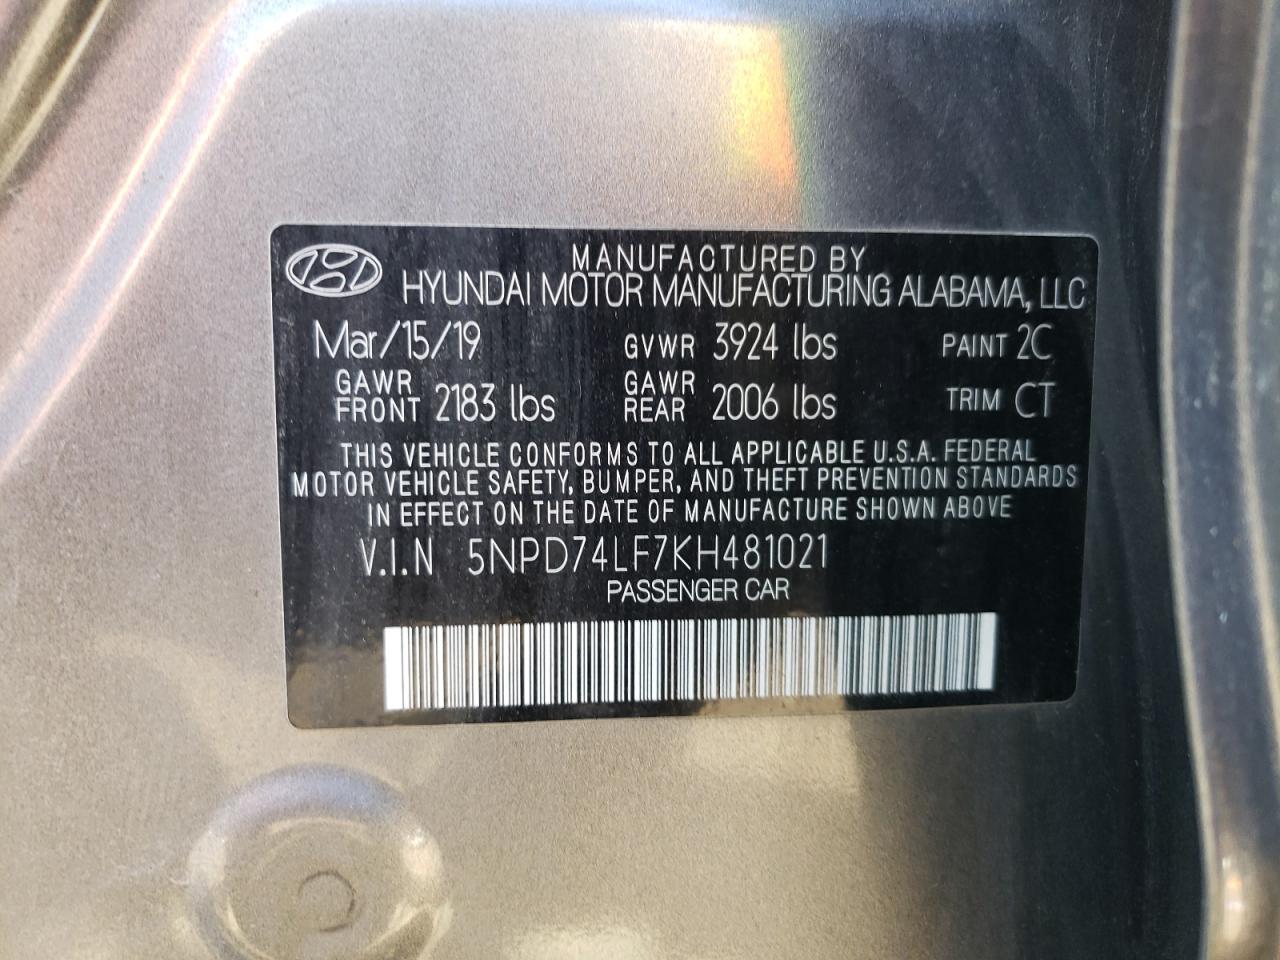 MANUFACTURED BY
HYUNDAI MOTOR MANUFACTURING ALABAMA, LLC
Mar/15/19 GVWR 3924 lbs PAINT 2C
GAWR FRONT 2183 lbs GAWR REAR 2006 lbs TRIM CT
THIS VEHICLE CONFORMS TO ALL APPLICABLE U.S.A. FEDERAL
MOTOR VEHICLE SAFETY, BUMPER, AND THEFT PREVENTION STANDARDS
IN EFFECT ON THE DATE OF MANUFACTURE SHOWN ABOVE
V.I.N 5NPD74LF7KH481021
PASSENGER CAR